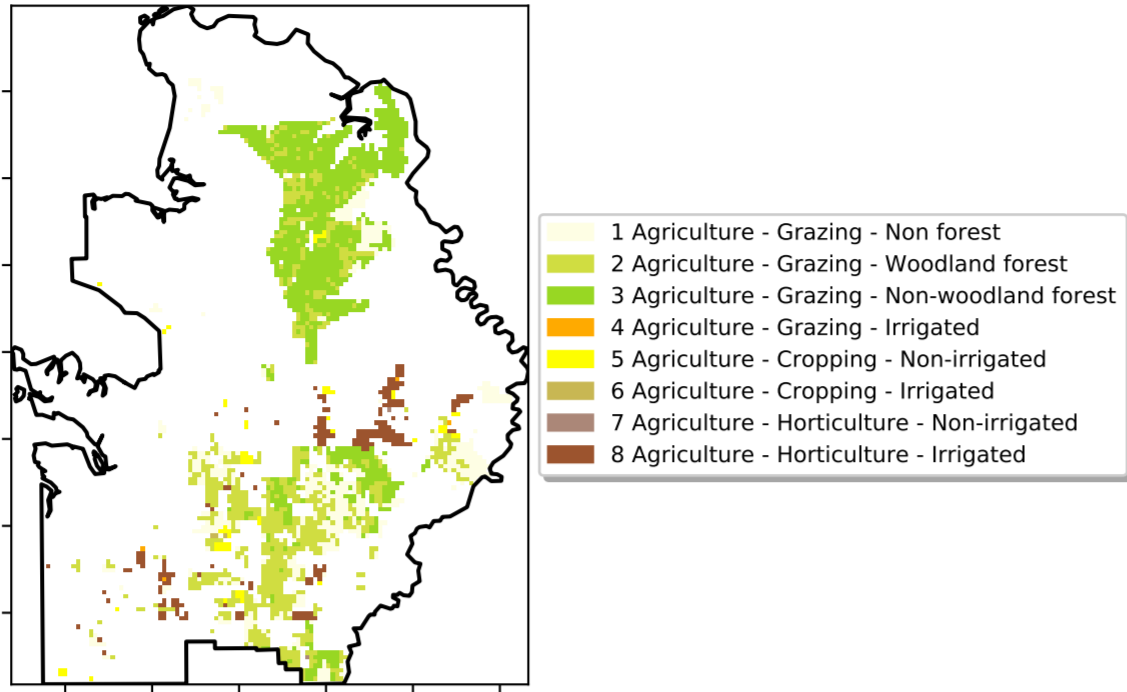 1 Agriculture - Grazing - Non forest
2 Agriculture - Grazing - Woodland forest
3 Agriculture - Grazing - Non-woodland forest
4 Agriculture - Grazing - Irrigated
5 Agriculture - Cropping - Non-irrigated
6 Agriculture - Cropping - Irrigated
7 Agriculture - Horticulture - Non-irrigated
8 Agriculture - Horticulture - Irrigated